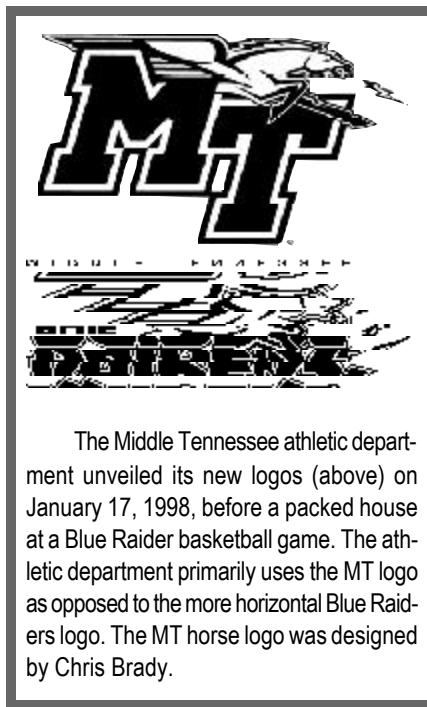 MT
The Middle Tennessee athletic depart-
ment unveiled its new logos (above) on
January 17, 1998, before a packed house
at a Blue Raider basketball game. The ath-
letic department primarily uses the MT logo
as opposed to the more horizontal Blue Raid-
ers logo. The MT horse logo was designed
by Chris Brady.